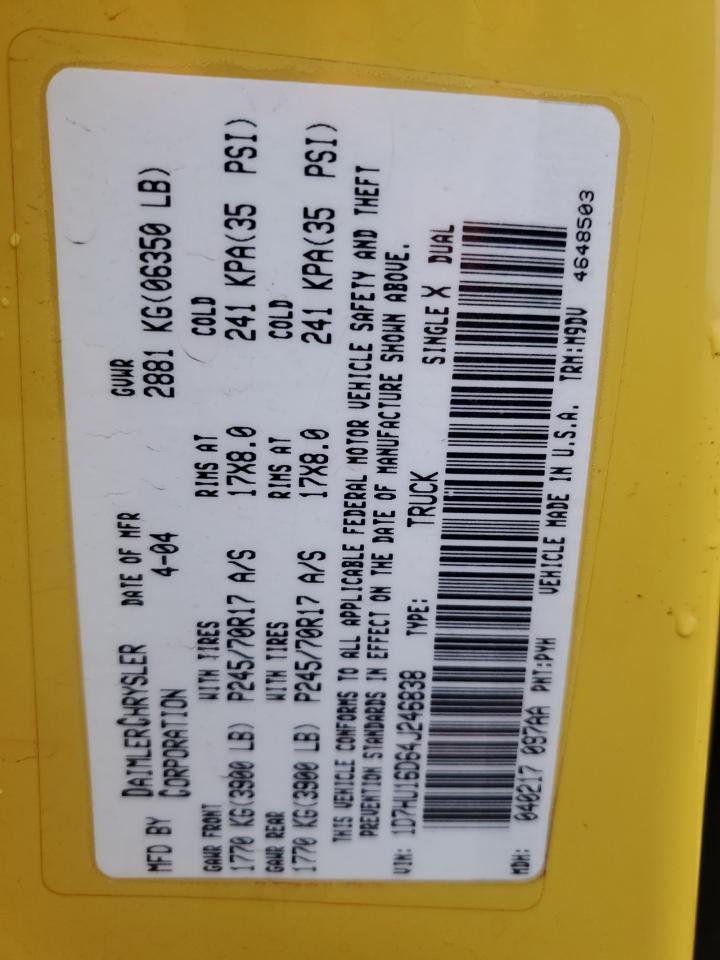 MFD BY DAIMLERCHRYSLER DATE OF MFR GVWR
CORPORATION 4-04 2881 KG(06350 LB)
GAWR FRONT WITH TIRES RIMS AT COLD
1770 KG(3900 LB) P245/70R17 A/S 17X8.0 241 KPA(35 PSI)
GAWR REAR WITH TIRES RIMS AT COLD
1770 KG(3900 LB) P245/70R17 A/S 17X8.0 241 KPA(35 PSI)
THIS VEHICLE CONFORMS TO ALL APPLICABLE FEDERAL MOTOR VEHICLE SAFETY AND THEFT
PREVENTION STANDARDS IN EFFECT ON THE DATE OF MANUFACTURE SHOWN ABOVE.
VIN: 1D7HU16D64J246838 TYPE: TRUCK SINGLE X DUAL
MDH: 040217 097AA PNT:PYH VEHICLE MADE IN U.S.A. TRM:M9DV 4648503